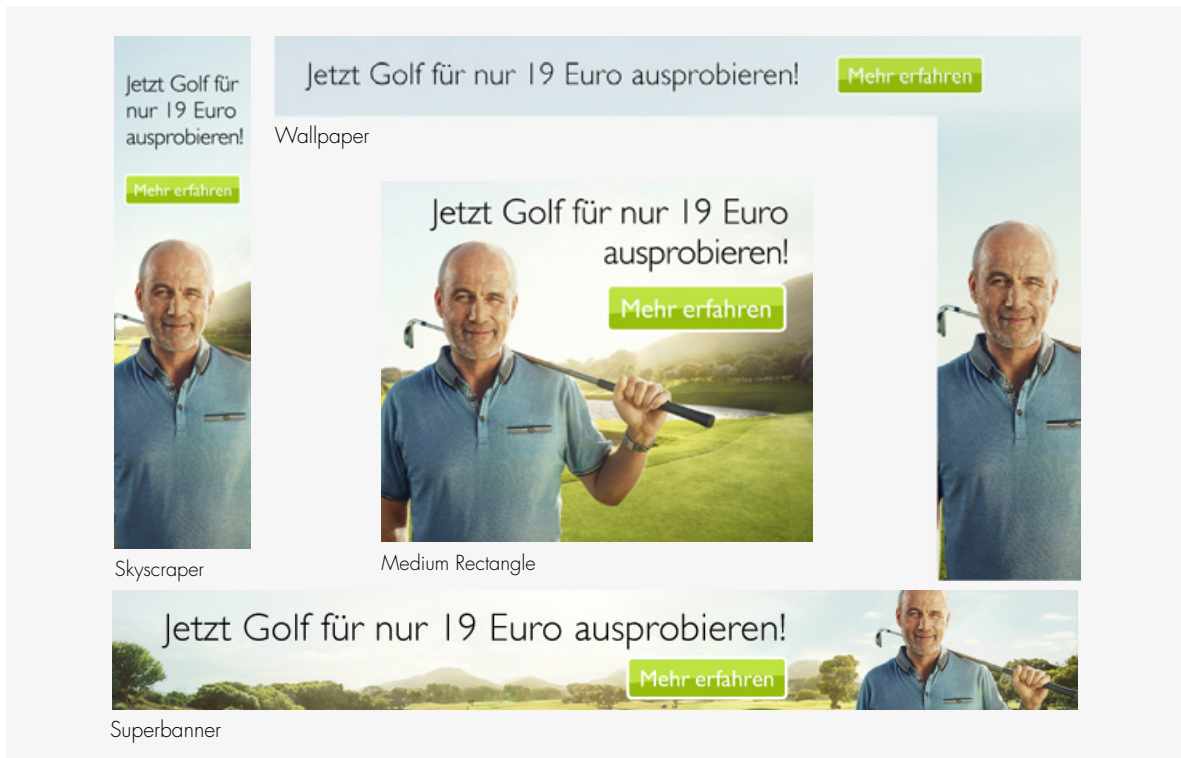 Jetzt Golf für
nur 19 Euro
ausprobieren!
Mehr erfahren
Skyscraper
Jetzt Golf für nur 19 Euro ausprobieren!
Mehr erfahren
Wallpaper
Jetzt Golf für nur 19 Euro
ausprobieren!
Mehr erfahren
Medium Rectangle
Jetzt Golf für nur 19 Euro ausprobieren!
Mehr erfahren
Superbanner